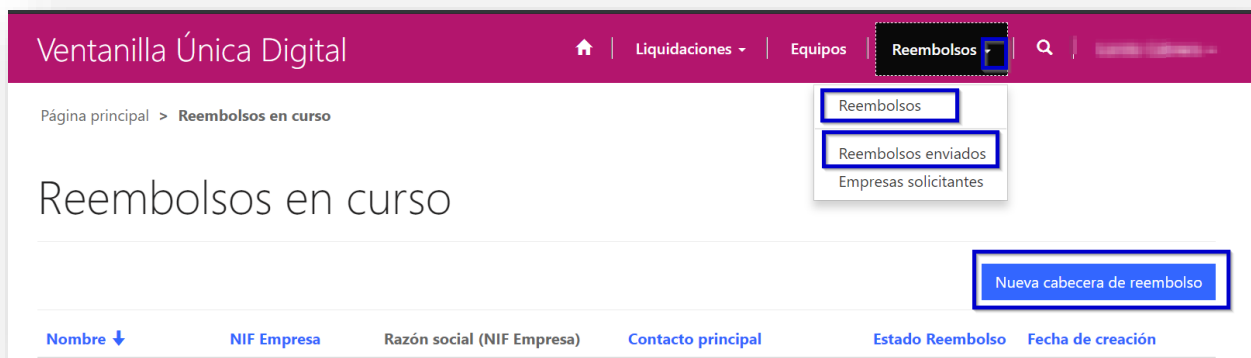 Ventanilla Única Digital
Liquidaciones
Equipos
Reembolsos
Reembolsos
Reembolsos enviados
Empresas solicitantes
Página principal > Reembolsos en curso
Reembolsos en curso
Nueva cabecera de reembolso
Nombre NIF Empresa Razón social (NIF Empresa) Contacto principal Estado Reembolso Fecha de creación